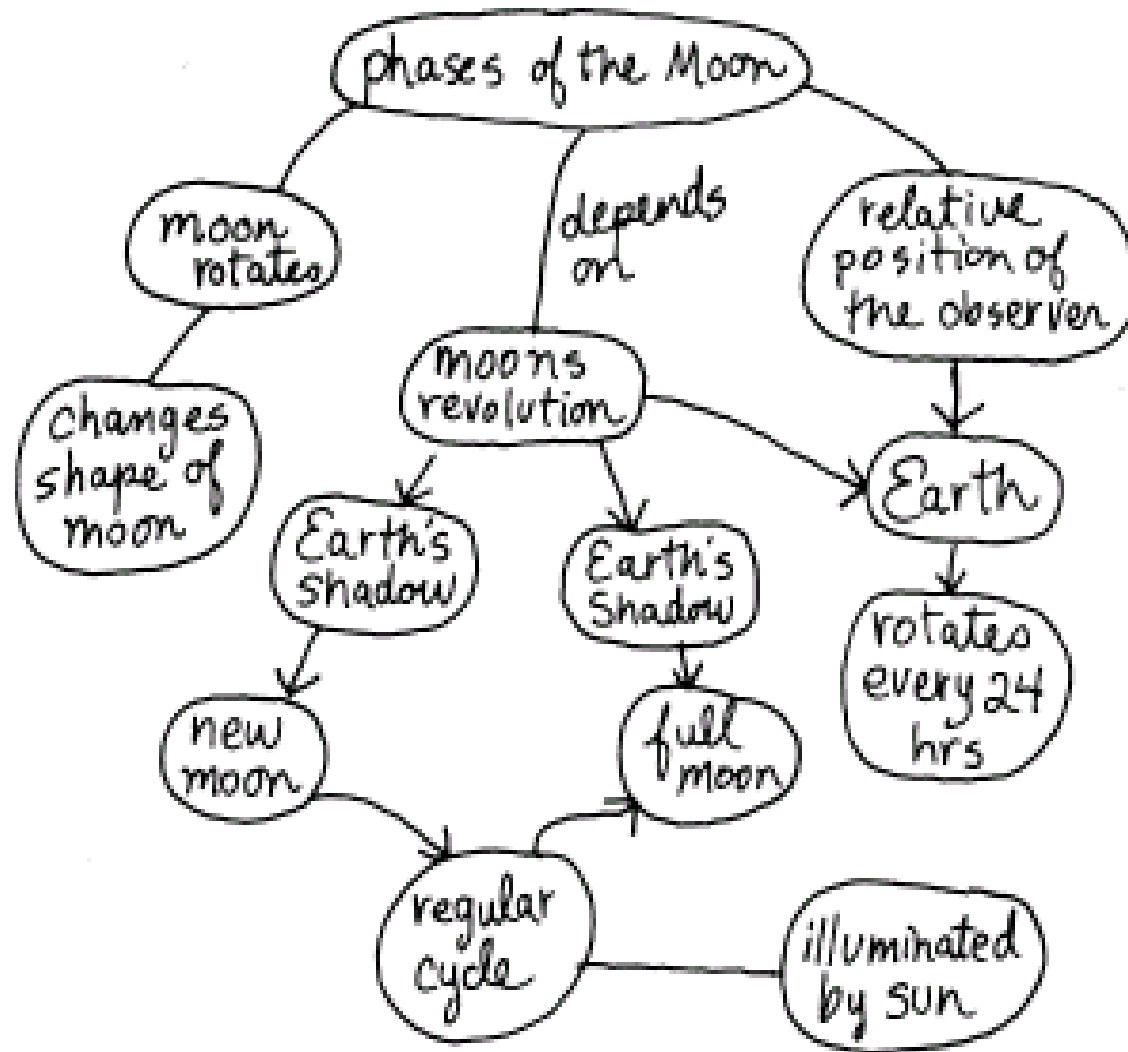 phases of the Moon
moon
rotates
depends
on
relative
position of
the observer
moons
revolution
changes
shape of
moon
Earth's
shadow
Earth's
shadow
Earth
new
moon
full
moon
rotates
every 24
hrs
regular
cycle
illuminated
by sun